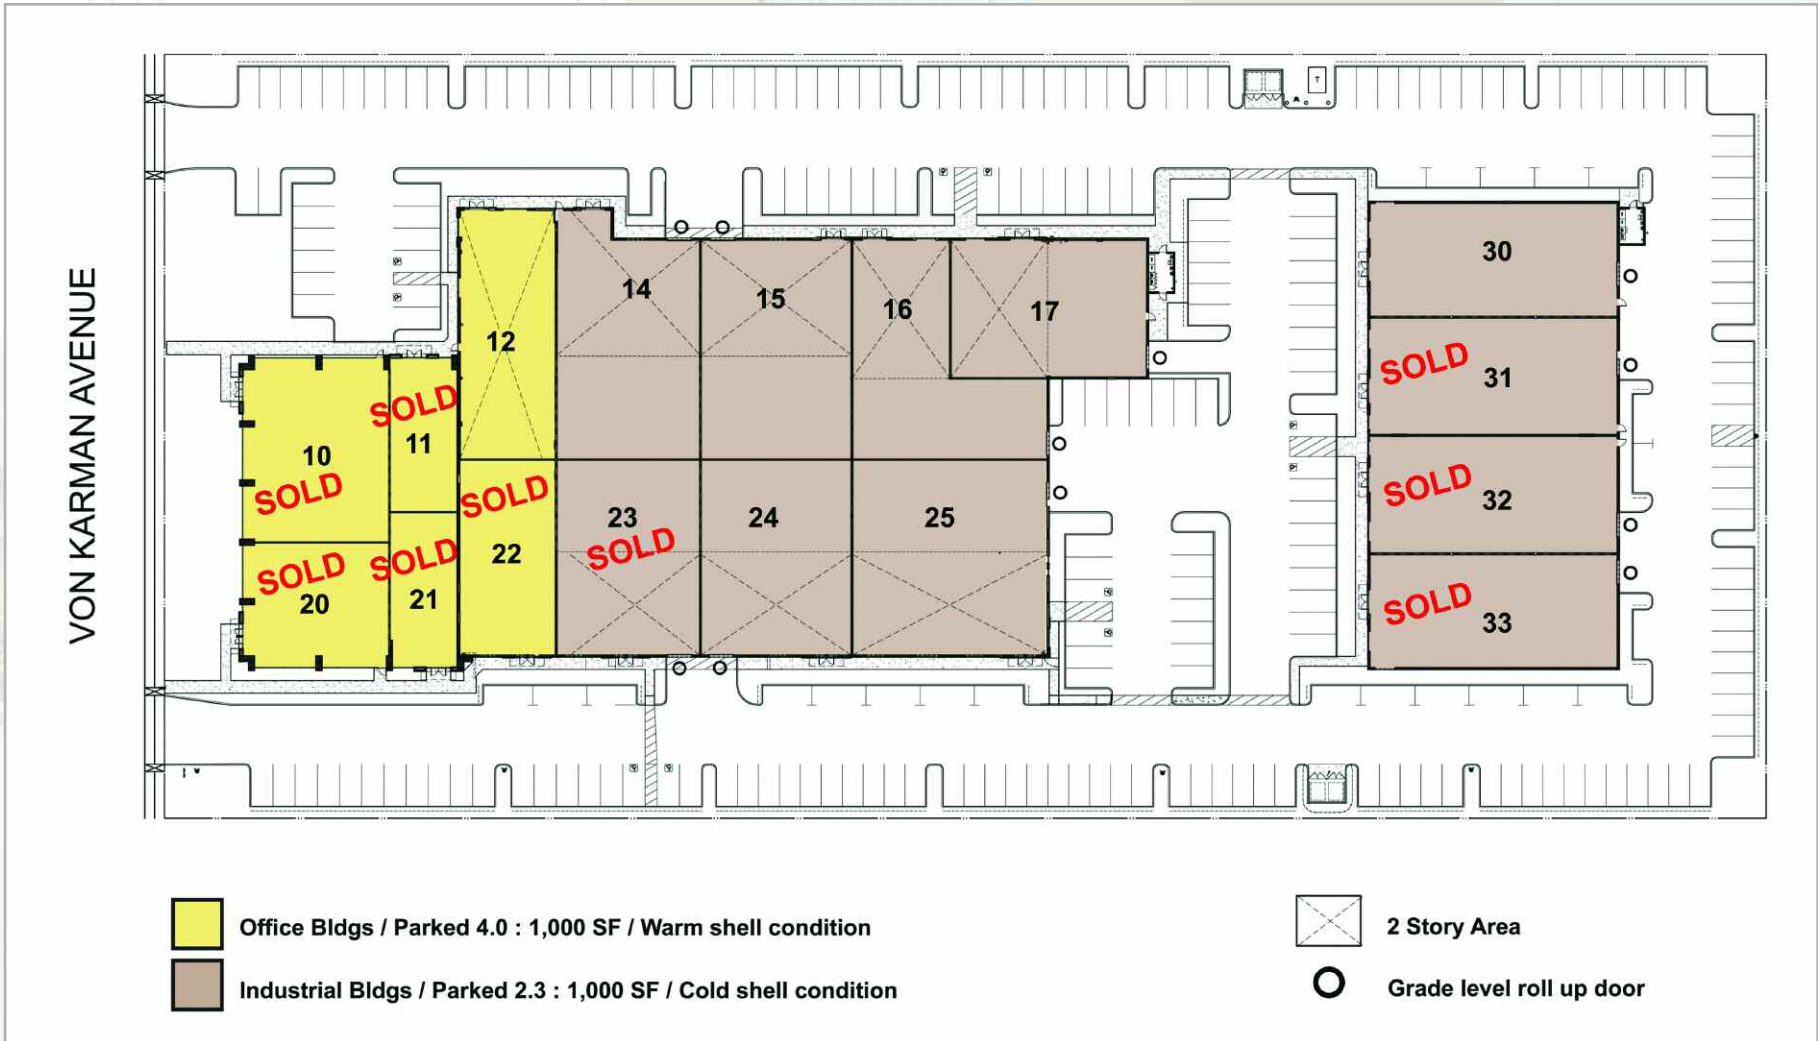 T
VON KARMAN AVENUE
12
14
15
16
17
30
SOLD
31
SOLD
11
10
SOLD
SOLD
22
23
SOLD
24
25
SOLD
32
SOLD
20
SOLD
21
SOLD
33
Office Bldgs / Parked 4.0 : 1,000 SF / Warm shell condition
Industrial Bldgs / Parked 2.3 : 1,000 SF / Cold shell condition
2 Story Area
Grade level roll up door